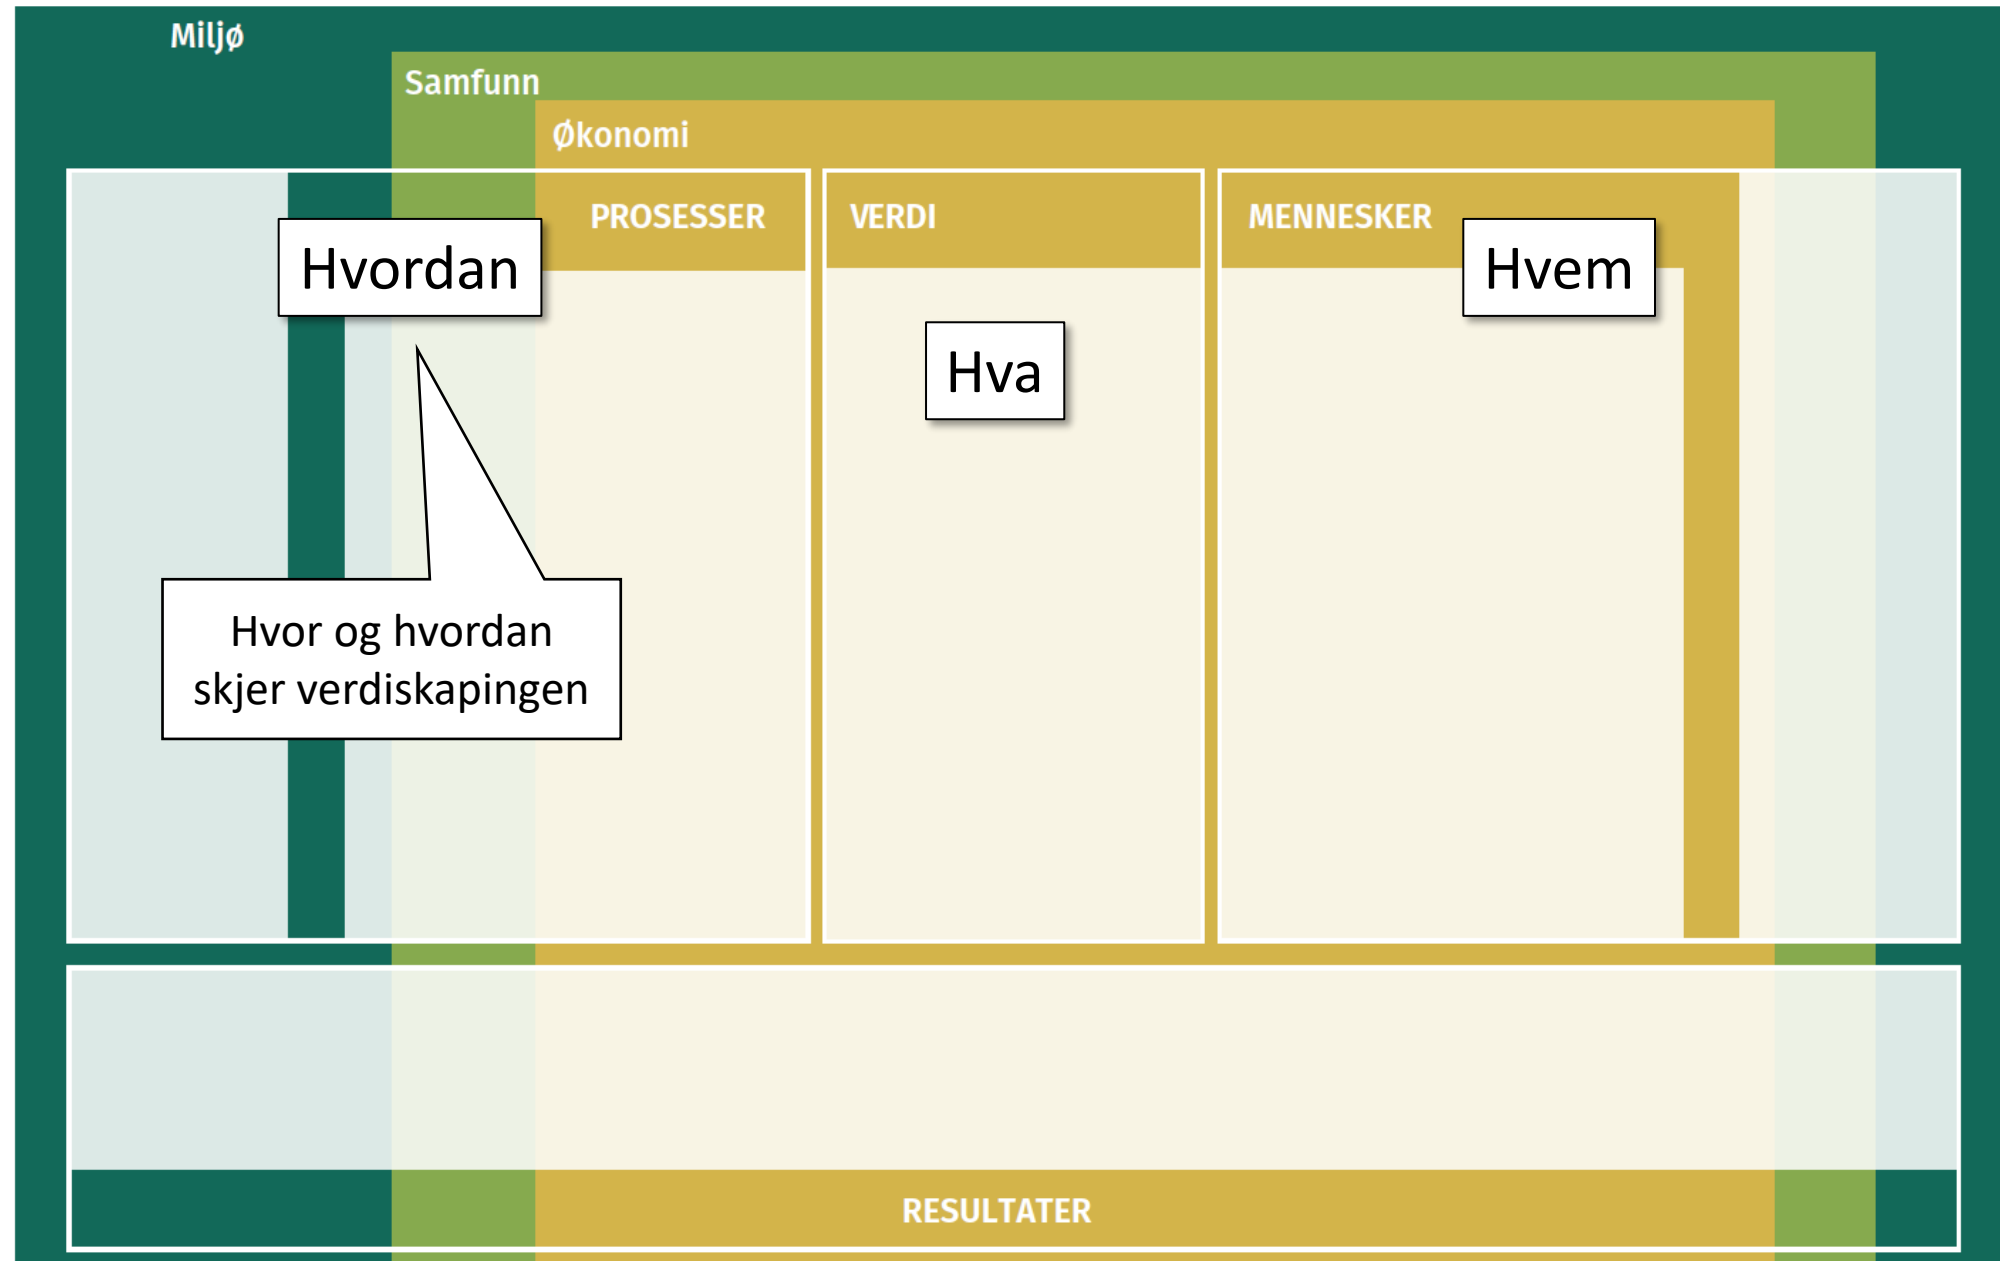 Miljø
Samfunn
Økonomi
PROSESSER
VERDI
MENNESKER
Hvordan
Hva
Hvem
Hvor og hvordan
skjer verdiskapingen
RESULTATER